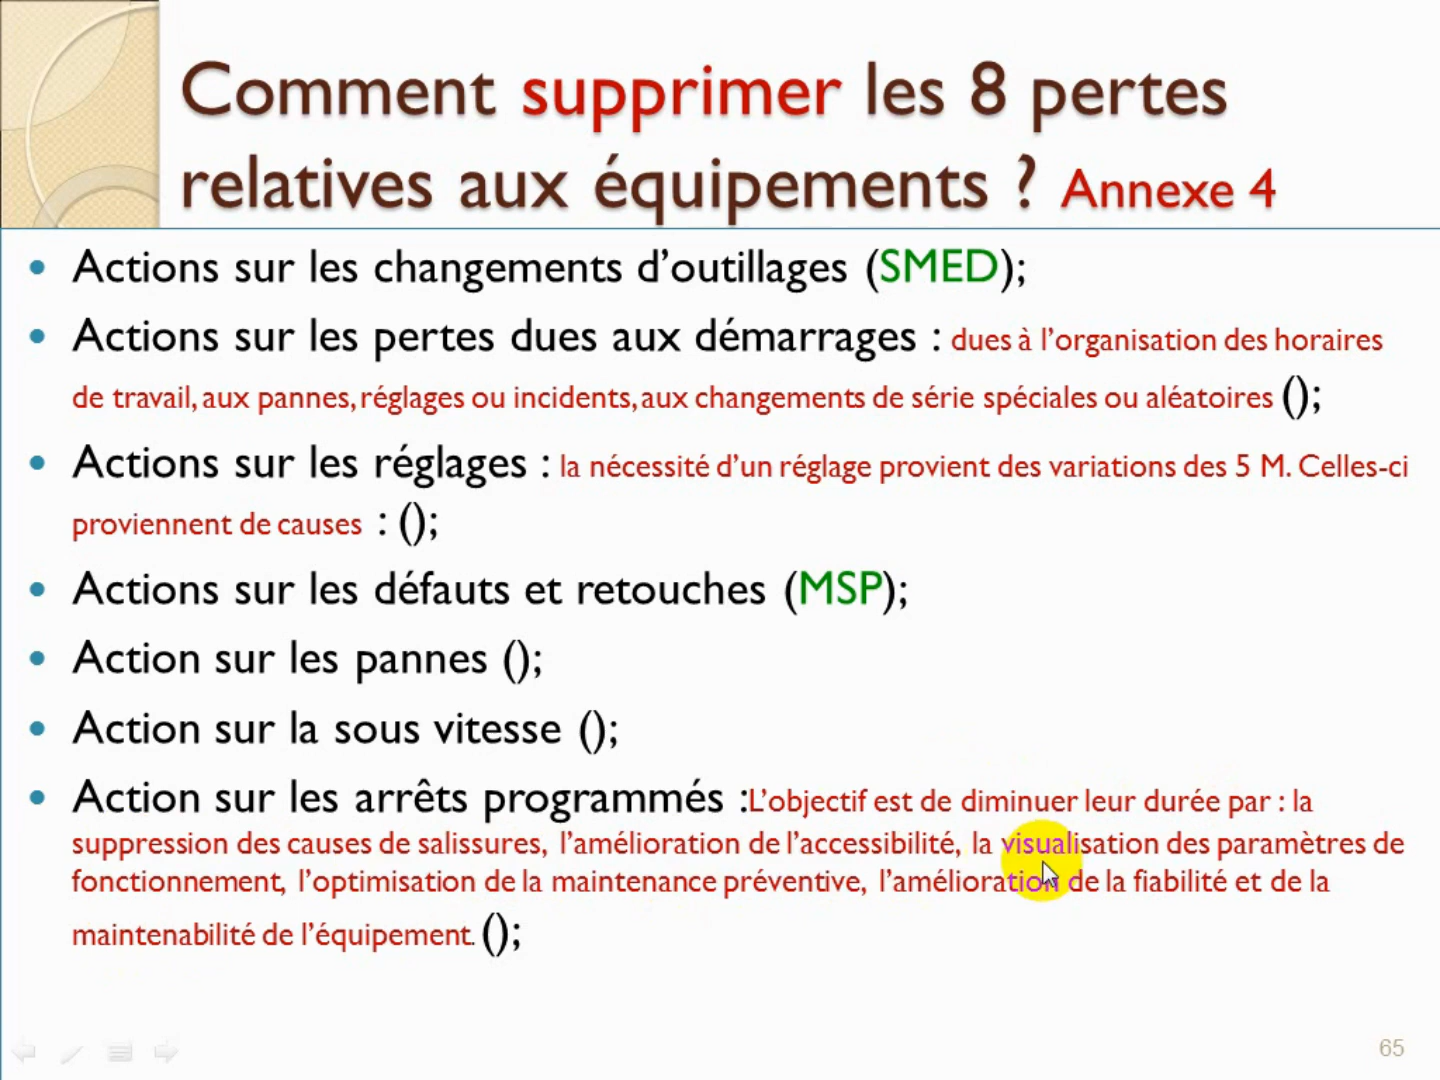 Comment supprimer les 8 pertes
relatives aux équipements ? Annexe 4
• Actions sur les changements d’outillages (SMED);
• Actions sur les pertes dues aux démarrages : dues à l’organisation des horaires
de travail, aux pannes, réglages ou incidents, aux changements de série spéciales ou aléatoires ();
• Actions sur les réglages : la nécessité d’un réglage provient des variations des 5 M. Celles-ci
proviennent de causes : ();
• Actions sur les défauts et retouches (MSP);
• Action sur les pannes ();
• Action sur la sous vitesse ();
• Action sur les arrêts programmés :L’objectif est de diminuer leur durée par : la
suppression des causes de salissures, l’amélioration de l’accessibilité, la visualisation des paramètres de
fonctionnement, l’optimisation de la maintenance préventive, l’amélioration de la fiabilité et de la
maintenabilité de l’équipement. ();
65